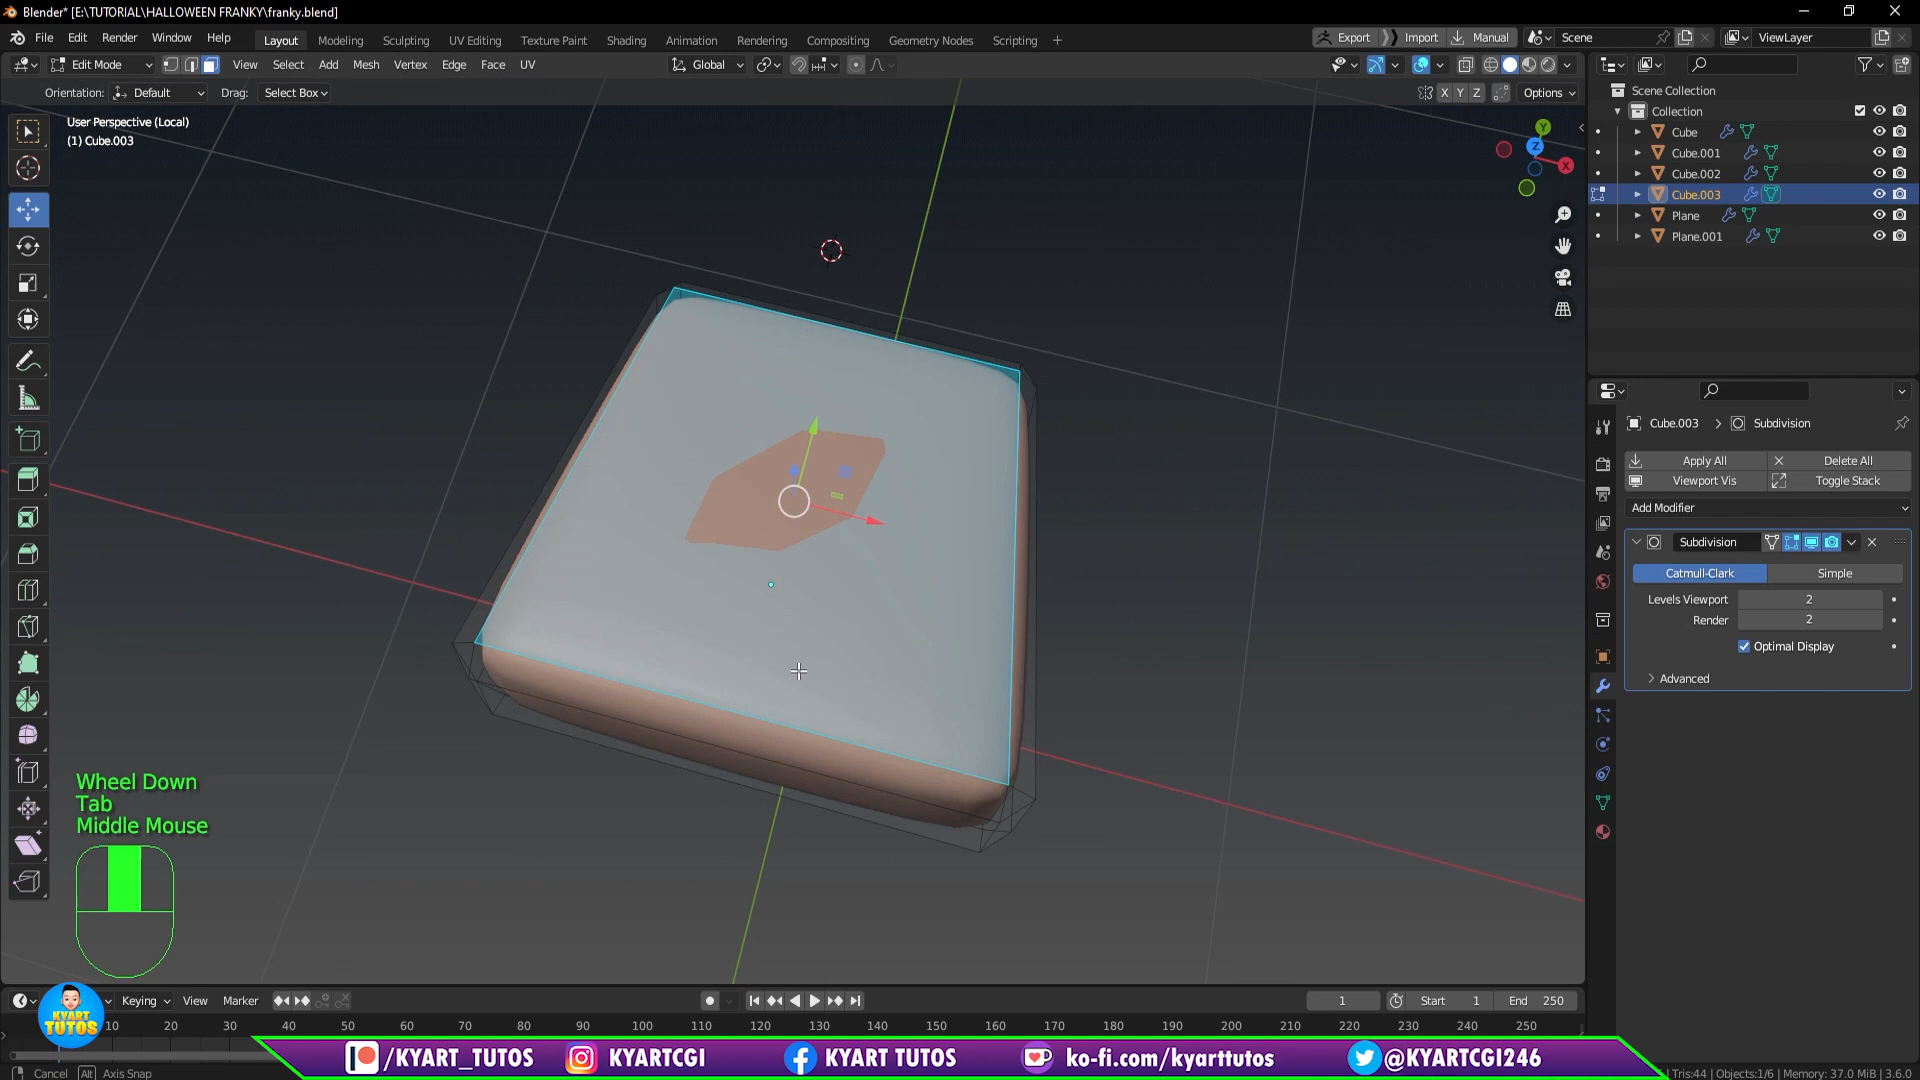 Blender* [E:\TUTORIAL\HALLOWEEN FRANKY\franky.blend]
File Edit Render Window Help Layout Modeling Sculpting UV Editing Texture Paint Shading Animation Rendering Compositing Geometry Nodes Scripting + Export Import Manual Scene ViewLayer
Edit Mode View Select Add Mesh Vertex Edge Face UV Global
Orientation: Default Drag: Select Box X Y Z Options
User Perspective (Local)
(1) Cube.003
Y
Z
X
Scene Collection
Collection
Cube
Cube.001
Cube.002
Cube.003
Plane
Plane.001
Cube.003 > Subdivision
Apply All Delete All
Viewport Vis Toggle Stack
Add Modifier
Subdivision
Catmull-Clark Simple
Levels Viewport 2
Render 2
Optimal Display
Advanced
Wheel Down
Tab
Middle Mouse
Keying View Marker 1 Start 1 End 250
10 20 30 40 50 60 70 80 90 100 110 120 130 140 150 160 170 180 190 200 210 220 230 240 250
KYART
TUTOS
/KYART_TUTOS KYARTCGI KYART TUTOS ko-fi.com/kyarttutos @KYARTCGI246
Cancel Alt Axis Snap Tris:44 | Objects:1/6 | Memory: 37.0 MiB | 3.6.0